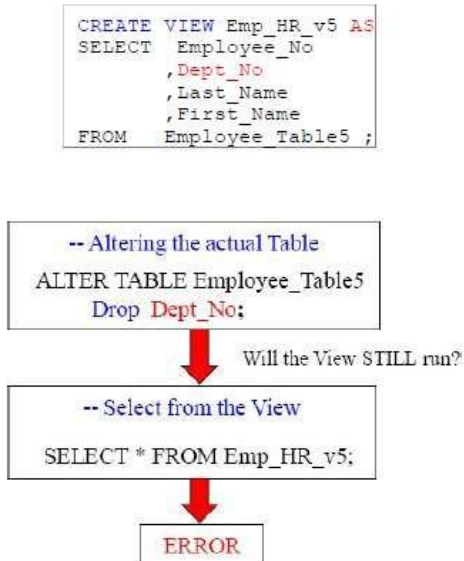 CREATE VIEW Emp_HR_v5 AS
SELECT Employee_No
,Dept_No
,Last_Name
,First_Name
FROM Employee_Table5 ;
-- Altering the actual Table
ALTER TABLE Employee_Table5
Drop Dept_No;
Will the View STILL run?
-- Select from the View
SELECT * FROM Emp_HR_v5;
ERROR